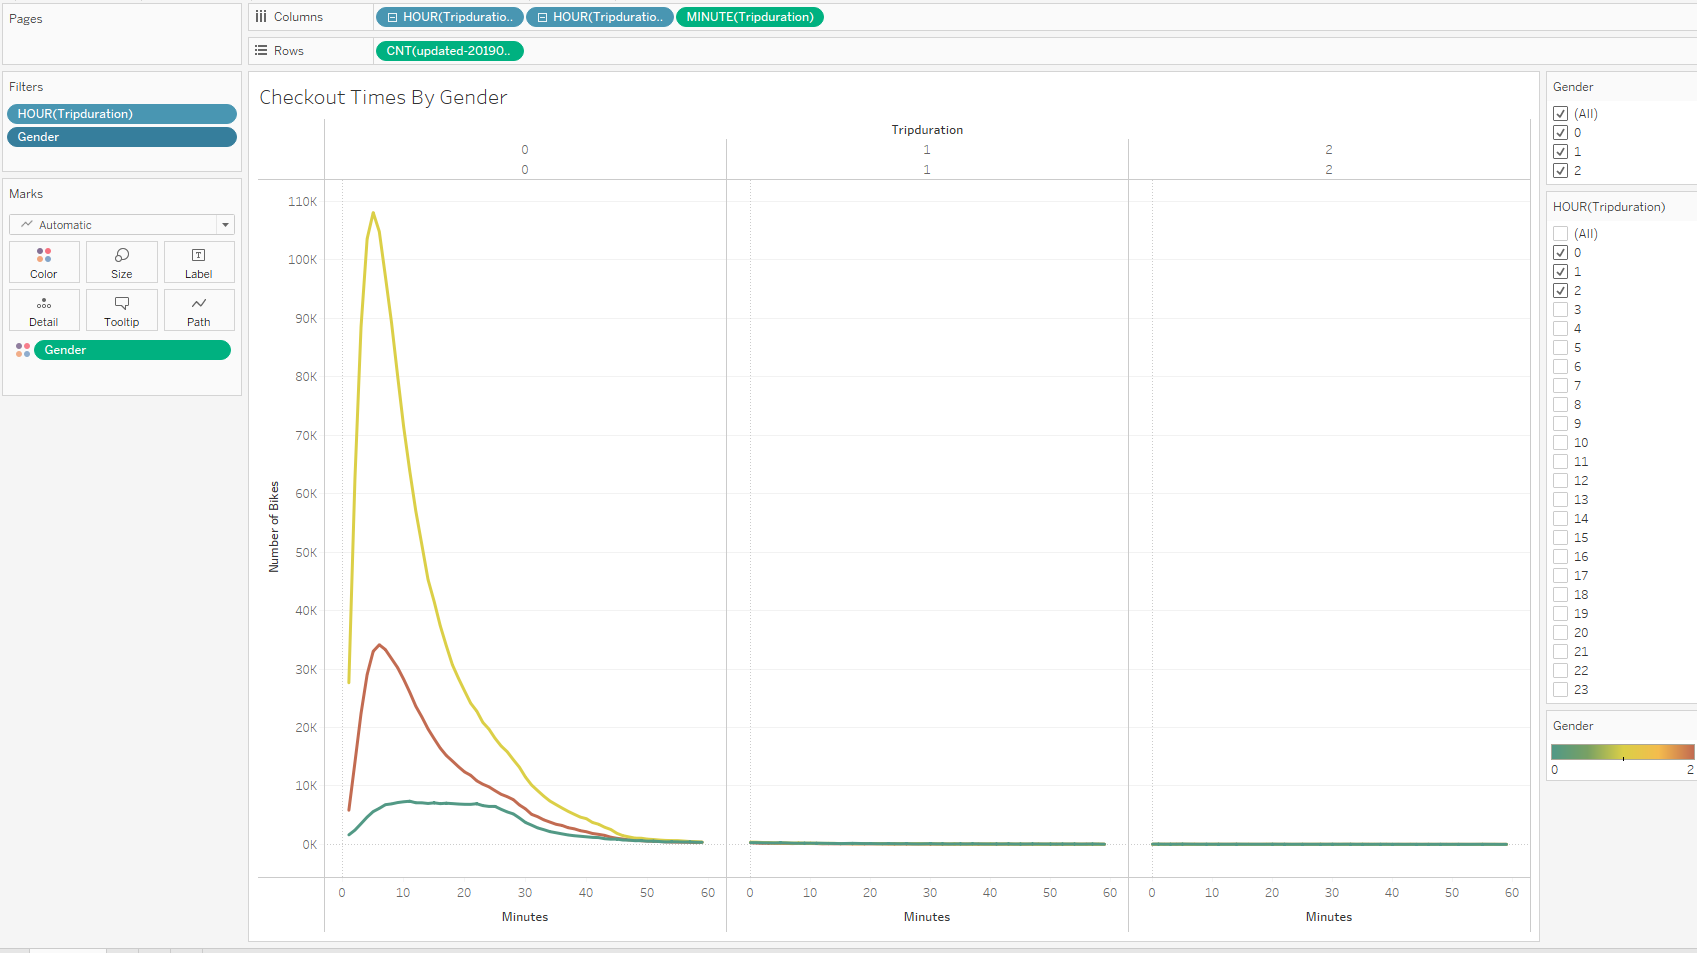 Pages
Columns
HOUR(Tripduratio..
HOUR(Tripduratio..
MINUTE(Tripduration)
Rows
CNT(updated-20190..
Filters
HOUR(Tripduration)
Gender
Marks
Automatic
Color
Size
Label
Detail
Tooltip
Path
Gender
Checkout Times By Gender
Tripduration
0 1 2
0 1 2
Number of Bikes
110K
100K
90K
80K
70K
60K
50K
40K
30K
20K
10K
0K
0 10 20 30 40 50 60 0 10 20 30 40 50 60 0 10 20 30 40 50 60
Minutes Minutes Minutes
Gender
(All)
0
1
2
HOUR(Tripduration)
(All)
0
1
2
3
4
5
6
7
8
9
10
11
12
13
14
15
16
17
18
19
20
21
22
23
Gender
0 2